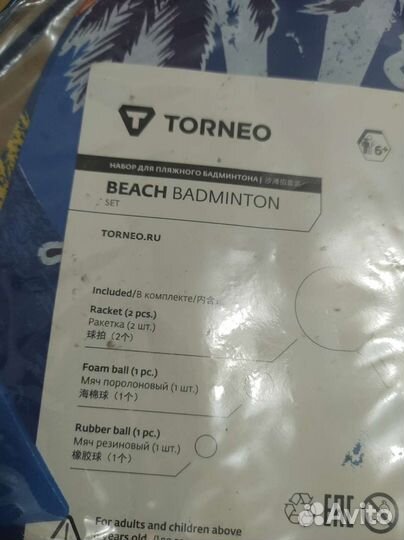 TORNEO
6+
НАБОР ДЛЯ ПЛЯЖНОГО БАДМИНТОНА |
BEACH BADMINTON
SET
TORNEO.RU
Included/В комплекте/内含
Racket (2 pcs.)
Ракетка (2 шт.)
球拍（2个）
Foam ball (1 pc.)
Мяч поролоновый (1 шт.)
海棉球（1个）
Rubber ball (1 pc.)
Мяч резиновый (1 шт.)
橡胶球（1个）
EAC
For adults and children above
years old.
Avito